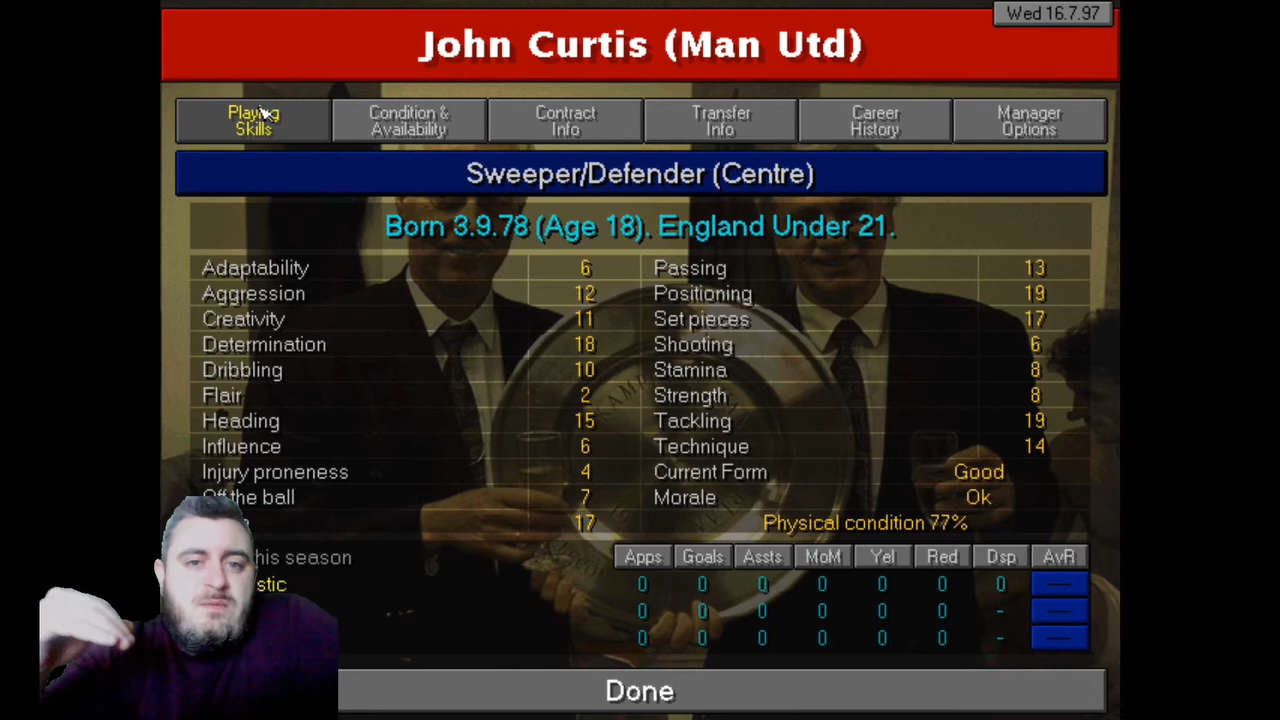 Wed 16.7.97
John Curtis (Man Utd)
Playing Skills
Condition & Availability
Contract Info
Transfer Info
Career History
Manager Options
Sweeper/Defender (Centre)
Born 3.9.78 (Age 18). England Under 21.
Adaptability 6 Passing 13
Aggression 12 Positioning 19
Creativity 11 Set pieces 17
Determination 18 Shooting 6
Dribbling 10 Stamina 8
Flair 2 Strength 8
Heading 15 Tackling 19
Influence 6 Technique 14
Injury proneness 4 Current Form Good
Off the ball 7 Morale Ok
17 Physical condition 77%
his season Apps Goals Assts MoM Yel Red Dsp AvR
stic 0 0 0 0 0 0 0 —
0 0 0 0 0 0 - —
0 0 0 0 0 0 - —
Done